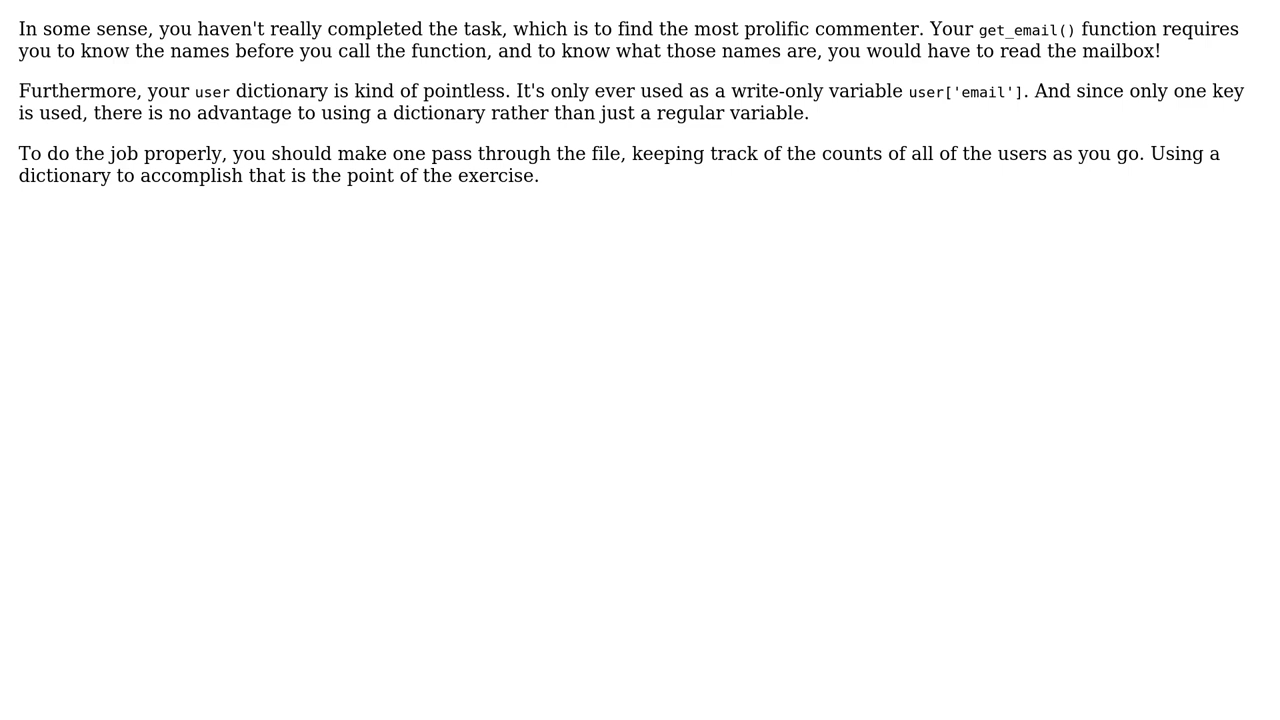 In some sense, you haven't really completed the task, which is to find the most prolific commenter. Your get_email() function requires
you to know the names before you call the function, and to know what those names are, you would have to read the mailbox!
Furthermore, your user dictionary is kind of pointless. It's only ever used as a write-only variable user['email']. And since only one key
is used, there is no advantage to using a dictionary rather than just a regular variable.
To do the job properly, you should make one pass through the file, keeping track of the counts of all of the users as you go. Using a
dictionary to accomplish that is the point of the exercise.